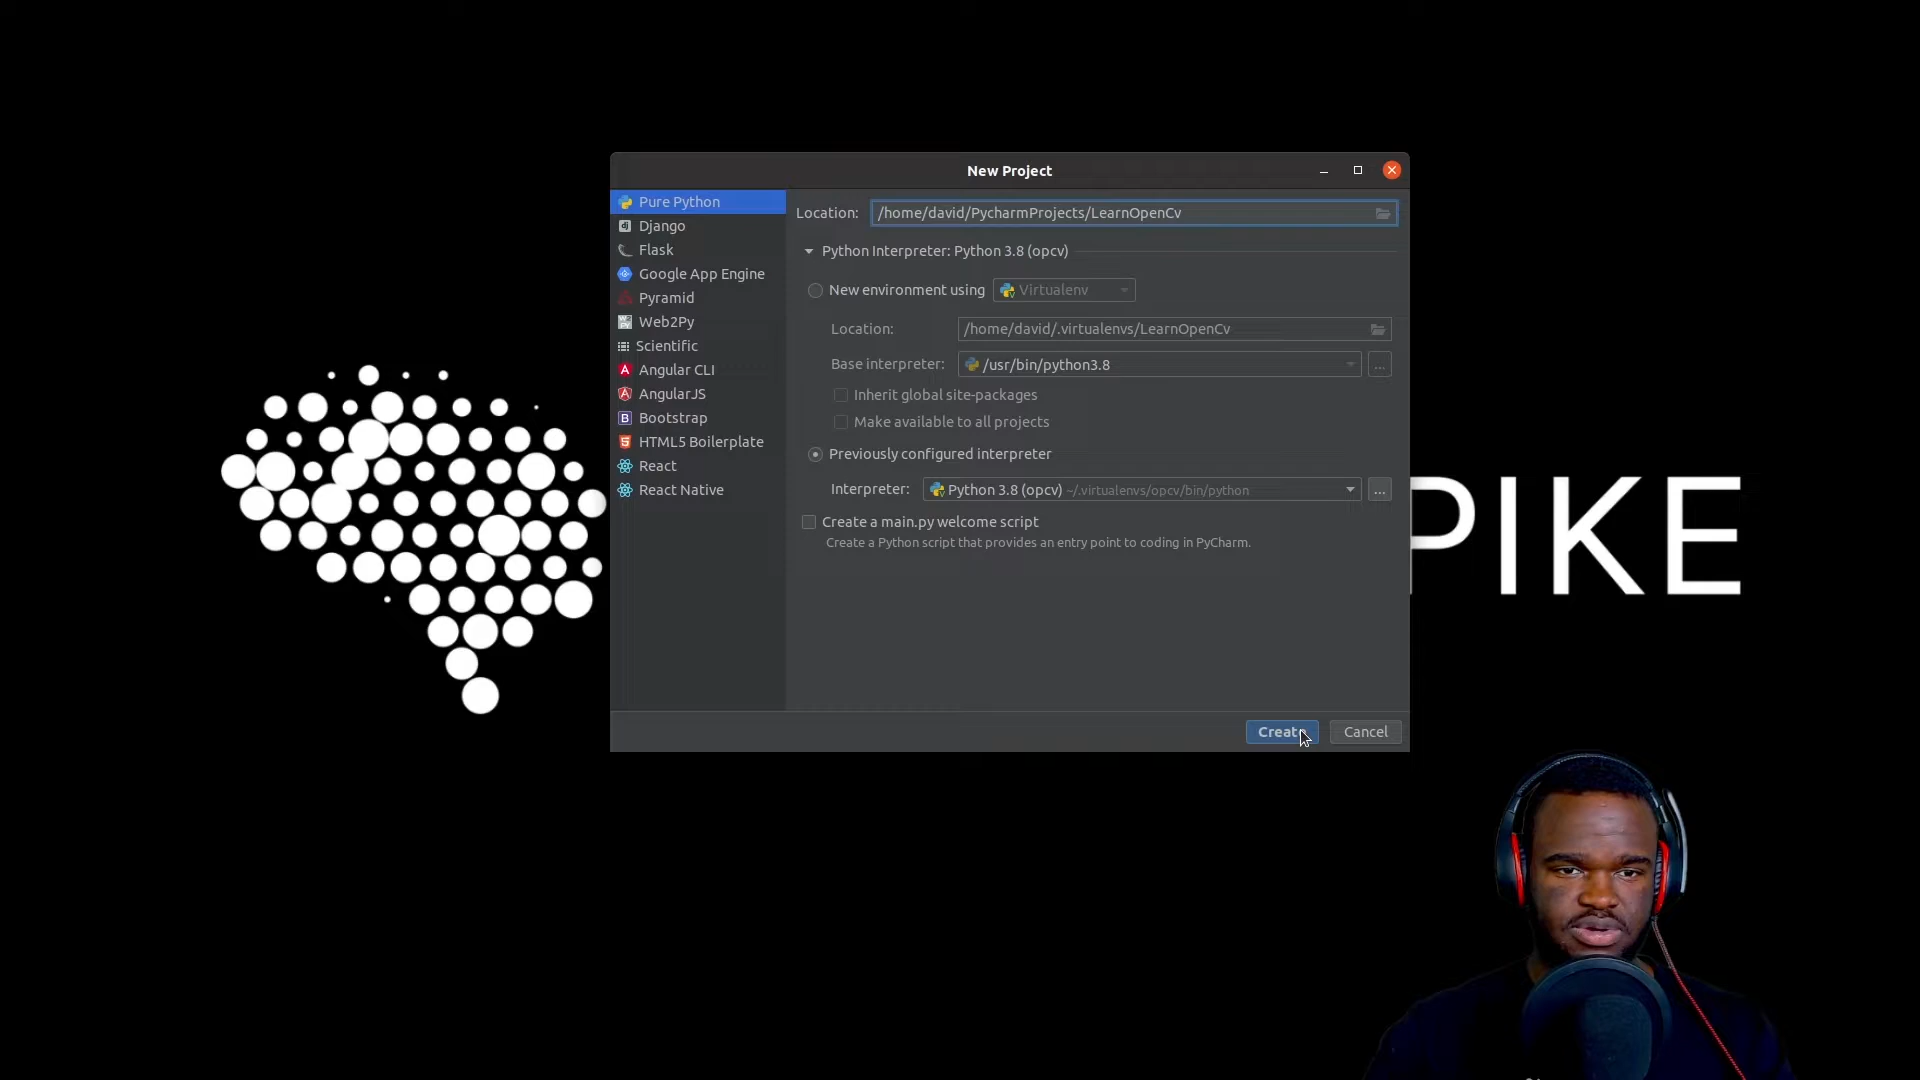 New Project
Pure Python
Django
Flask
Google App Engine
Pyramid
Web2Py
Scientific
Angular CLI
AngularJS
Bootstrap
HTML5 Boilerplate
React
React Native
Location: /home/david/PycharmProjects/LearnOpenCv
Python Interpreter: Python 3.8 (opcv)
New environment using Virtualenv
Location: /home/david/.virtualenvs/LearnOpenCv
Base interpreter: /usr/bin/python3.8 ...
Inherit global site-packages
Make available to all projects
Previously configured interpreter
Interpreter: Python 3.8 (opcv) ~/.virtualenvs/opcv/bin/python ...
Create a main.py welcome script
Create a Python script that provides an entry point to coding in PyCharm.
Create Cancel
PIKE